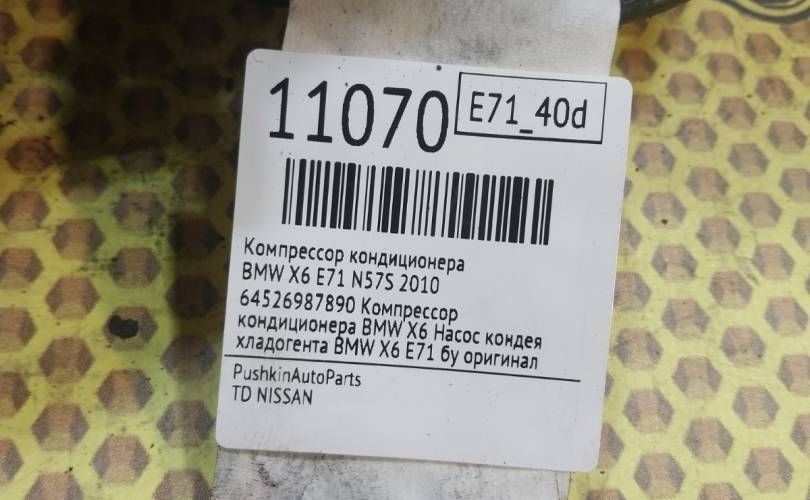 11070
E71_40d
Компрессор кондиционера
BMW X6 E71 N57S 2010
64526987890 Компрессор
кондиционера BMW X6 Насос кондея
хладогента BMW X6 E71 бу оригинал
PushkinAutoParts
TD NISSAN